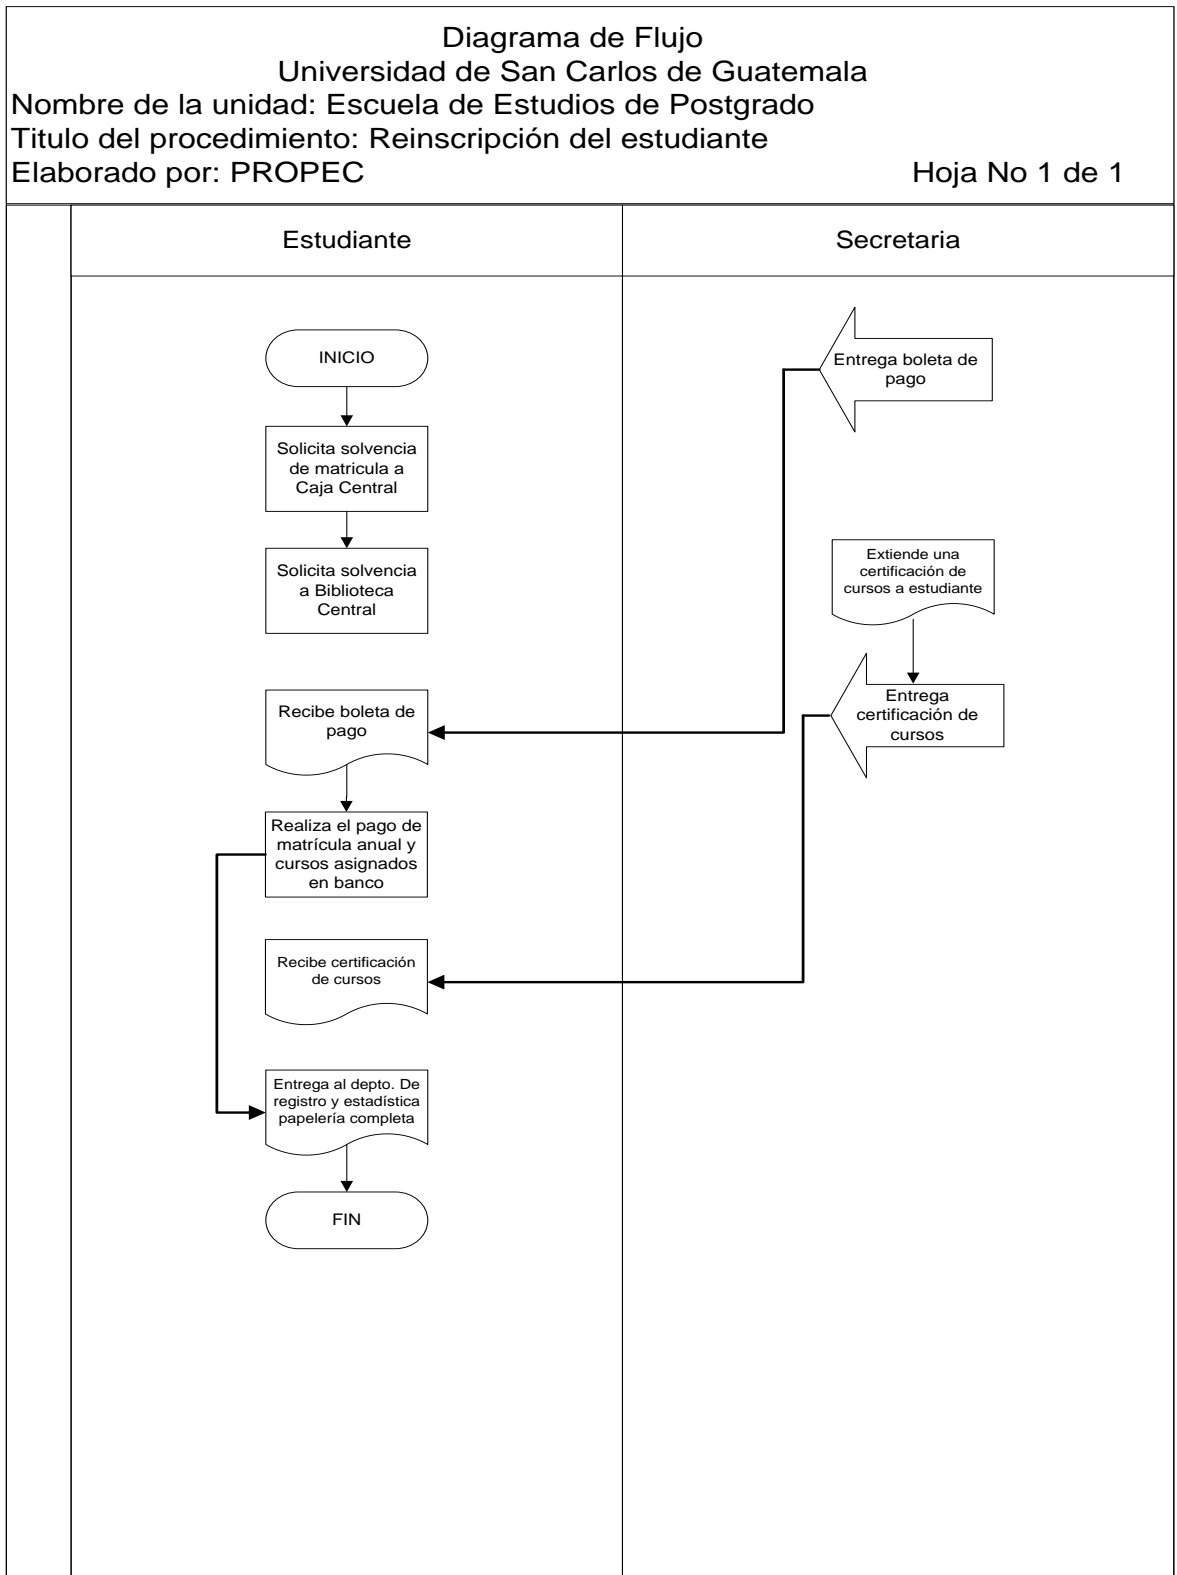 Diagrama de Flujo
Universidad de San Carlos de Guatemala
Nombre de la unidad: Escuela de Estudios de Postgrado
Titulo del procedimiento: Reinscripción del estudiante
Elaborado por: PROPEC Hoja No 1 de 1
Estudiante
Secretaria
INICIO
Solicita solvencia
de matricula a
Caja Central
Solicita solvencia
a Biblioteca
Central
Recibe boleta de
pago
Realiza el pago de
matrícula anual y
cursos asignados
en banco
Recibe certificación
de cursos
Entrega al depto. De
registro y estadística
papelería completa
FIN
Entrega boleta de
pago
Extiende una
certificación de
cursos a estudiante
Entrega
certificación de
cursos